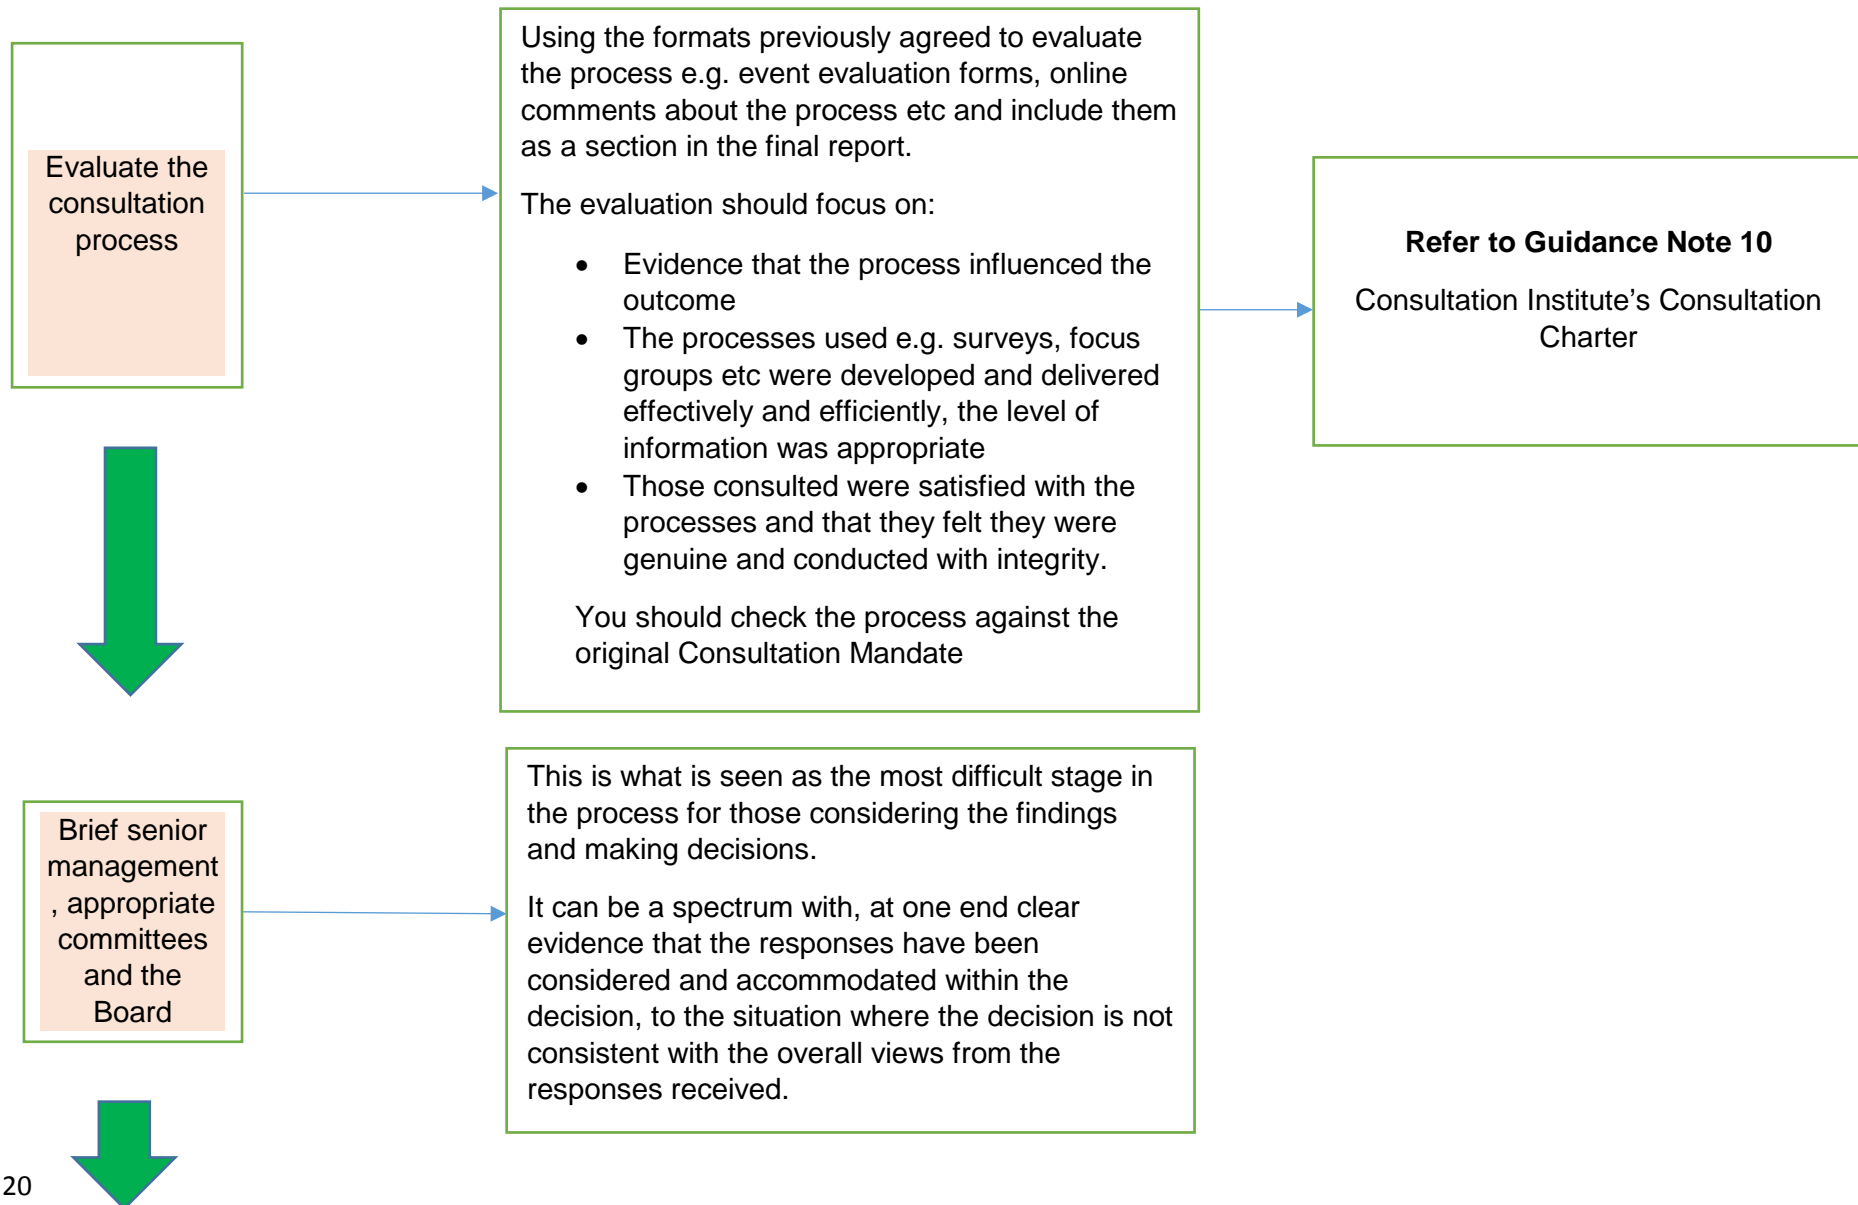 Evaluate the
consultation
process
Using the formats previously agreed to evaluate
the process e.g. event evaluation forms, online
comments about the process etc and include them
as a section in the final report.
The evaluation should focus on:
• Evidence that the process influenced the
outcome
• The processes used e.g. surveys, focus
groups etc were developed and delivered
effectively and efficiently, the level of
information was appropriate
• Those consulted were satisfied with the
processes and that they felt they were
genuine and conducted with integrity.
You should check the process against the
original Consultation Mandate
Refer to Guidance Note 10
Consultation Institute’s Consultation
Charter
Brief senior
management
, appropriate
committees
and the
Board
This is what is seen as the most difficult stage in
the process for those considering the findings
and making decisions.
It can be a spectrum with, at one end clear
evidence that the responses have been
considered and accommodated within the
decision, to the situation where the decision is not
consistent with the overall views from the
responses received.
20